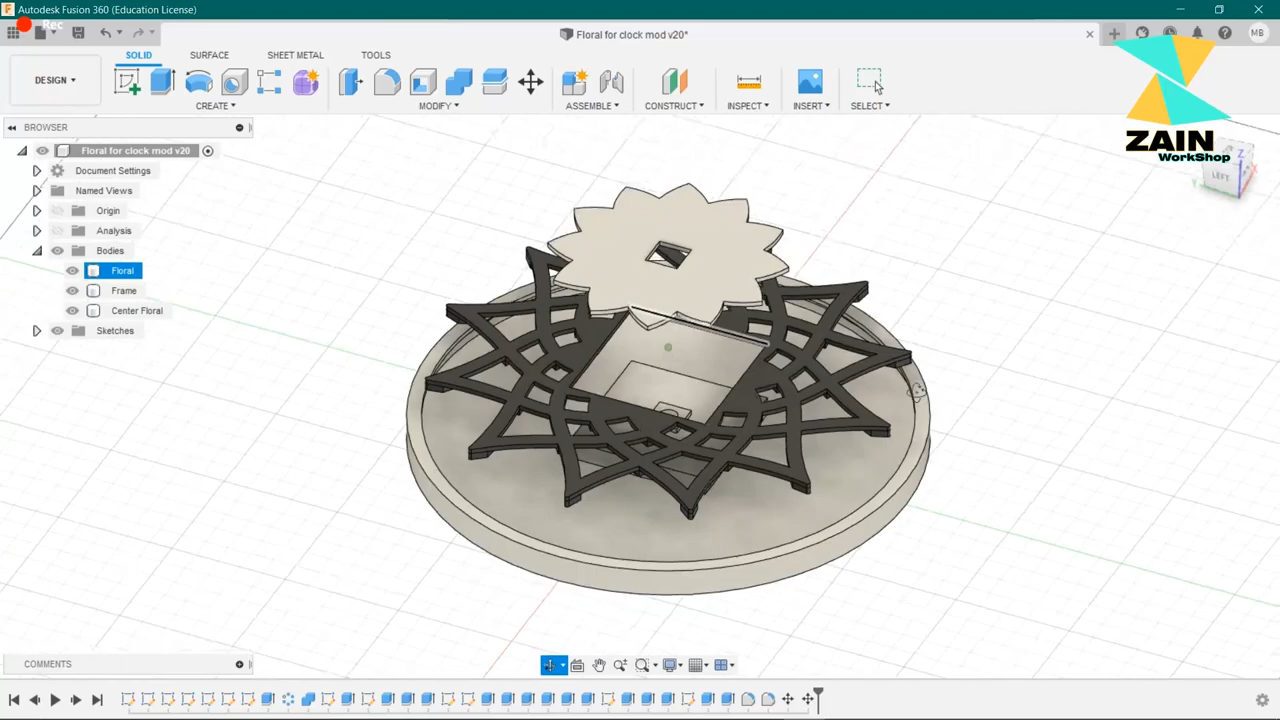 Autodesk Fusion 360 (Education License)
Rec
Floral for clock mod v20*
MB
DESIGN
SOLID
SURFACE
SHEET METAL
TOOLS
CREATE
MODIFY
ASSEMBLE
CONSTRUCT
INSPECT
INSERT
SELECT
ZAIN
WorkShop
BROWSER
Floral for clock mod v20
Document Settings
Named Views
Origin
Analysis
Bodies
Floral
Frame
Center Floral
Sketches
LEFT
Z
COMMENTS